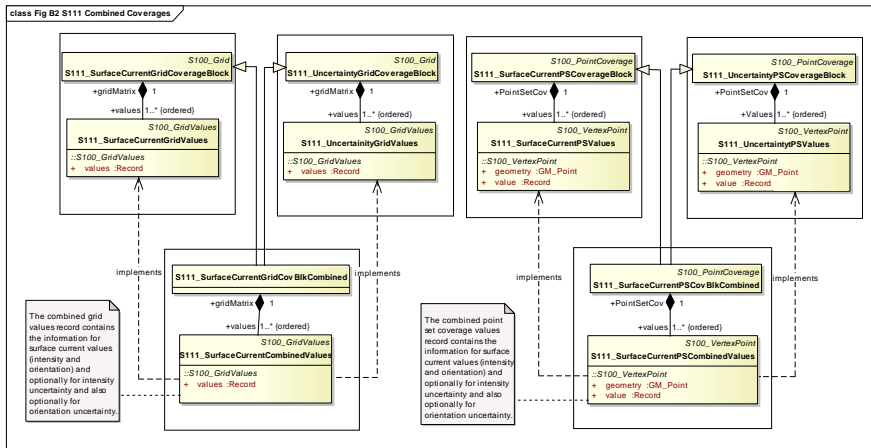 class Fig B2 S111 Combined Coverages
S100_Grid
S111_SurfaceCurrentGridCoverageBlock
+gridMatrix 1
+values 1..* {ordered}
S100_GridValues
S111_SurfaceCurrentGridValues
::S100_GridValues
+ values :Record
S100_Grid
S111_UncertaintyGridCoverageBlock
+gridMatrix 1
+values 1..* {ordered}
S100_GridValues
S111_UncertaintyGridValues
::S100_GridValues
+ values :Record
S100_PointCoverage
S111_SurfaceCurrentPSCoverageBlock
+PointSetCov 1
+values 1..* {ordered}
S100_VertexPoint
S111_SurfaceCurrentPSValues
::S100_VertexPoint
+ geometry :GM_Point
+ value :Record
S100_PointCoverage
S111_UncertaintyPSCoverageBlock
+PointSetCov 1
+Values 1..* {ordered}
S100_VertexPoint
S111_UncertaintyPSValues
::S100_VertexPoint
+ geometry :GM_Point
+ value :Record
implements
implements
S111_SurfaceCurrentGridCovBlkCombined
+gridMatrix 1
+values 1..* {ordered}
S100_GridValues
S111_SurfaceCurrentCombinedValues
::S100_GridValues
+ values :Record
The combined grid
values record contains
the information for
surface current values
(intensity and
orientation) and
optionally for intensity
uncertainty and also
optionally for
orientation uncertainty.
implements
implements
S100_PointCoverage
S111_SurfaceCurrentPSCovBlkCombined
+PointSetCov 1
+values 1..* {ordered}
S100_VertexPoint
S111_SurfaceCurrentPSCombinedValues
::S100_VertexPoint
+ geometry :GM_Point
+ value :Record
The combined point
set coverage values
record contains the
information for surface
current values (intensity
and orientation) and
optionally for intensity
uncertainty and also
optionally for
orientation uncertainty.